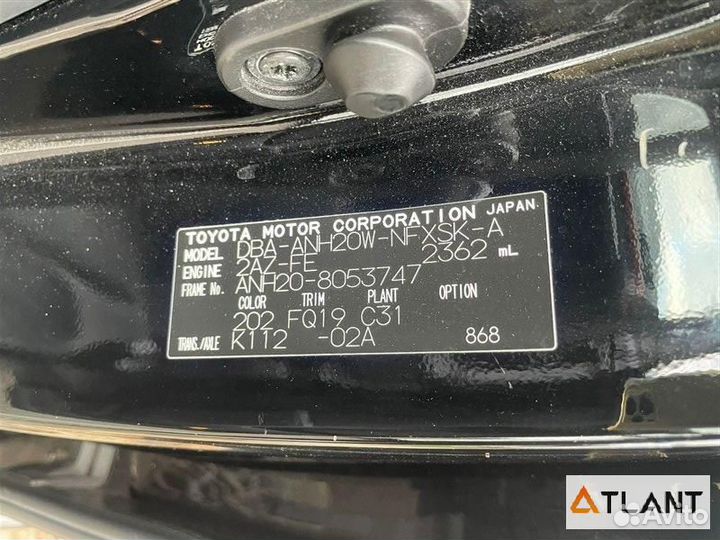 TOYOTA MOTOR CORPORATION JAPAN
MODEL DBA-ANH20W-NFXSK-A
ENGINE 2AZ-FE 2362 mL
FRAME No. ANH20-8053747
COLOR TRIM PLANT OPTION
202 FQ19 C31
TRANS./AXLE K112 -02A 868
ATLANT
Avito